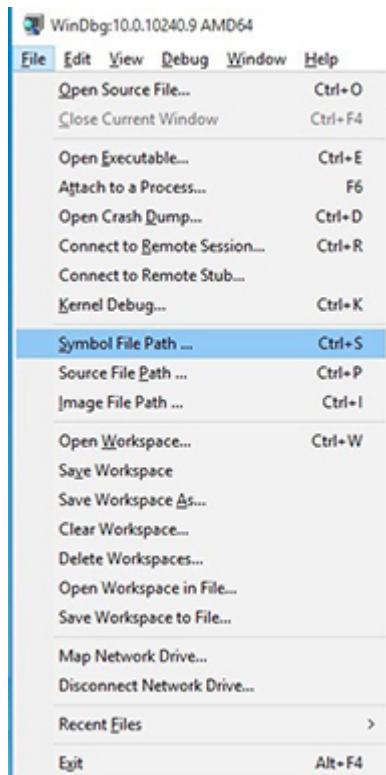 WinDbg:10.0.10240.9 AMD64
File Edit View Debug Window Help
Open Source File... Ctrl+O
Close Current Window Ctrl+F4
Open Executable... Ctrl+E
Attach to a Process... F6
Open Crash Dump... Ctrl+D
Connect to Remote Session... Ctrl+R
Connect to Remote Stub...
Kernel Debug... Ctrl+K
Symbol File Path ... Ctrl+S
Source File Path ... Ctrl+P
Image File Path ... Ctrl+I
Open Workspace... Ctrl+W
Save Workspace
Save Workspace As...
Clear Workspace...
Delete Workspaces...
Open Workspace in File...
Save Workspace to File...
Map Network Drive...
Disconnect Network Drive...
Recent Files >
Exit Alt+F4